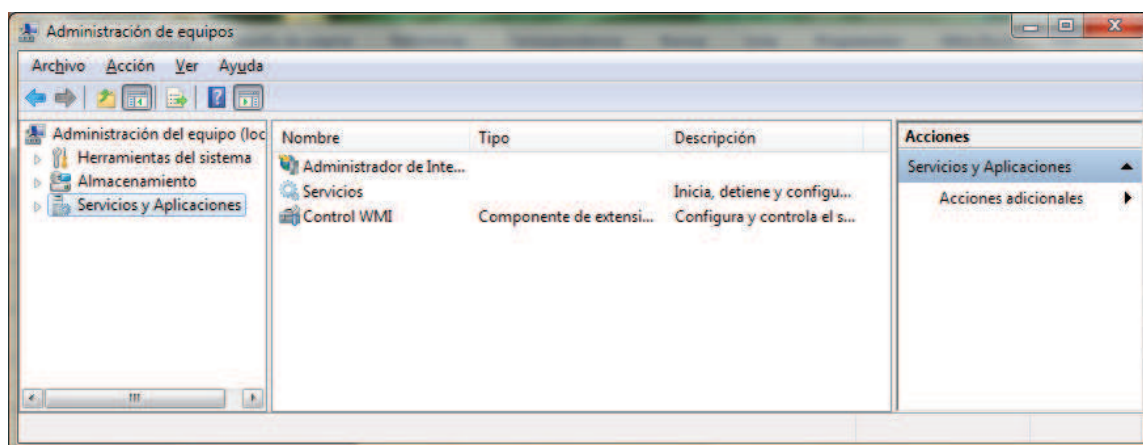 Administración de equipos
Archivo Acción Ver Ayuda
Administración del equipo (loc
Herramientas del sistema
Almacenamiento
Servicios y Aplicaciones
Nombre Tipo Descripción
Administrador de Inte...
Servicios Inicia, detiene y configu...
Control WMI Componente de extensi... Configura y controla el s...
Acciones
Servicios y Aplicaciones
Acciones adicionales